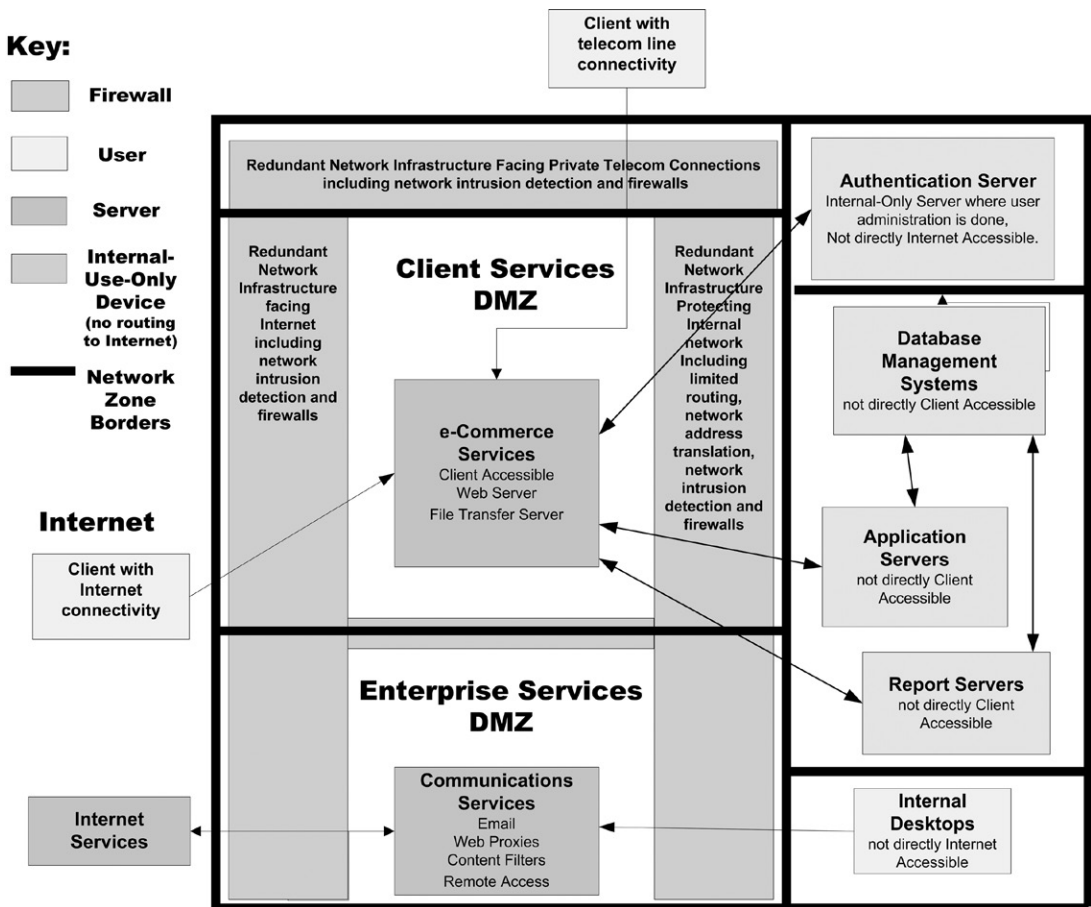 Client with
telecom line
connectivity
Key:
Firewall
User
Server
Internal-
Use-Only
Device
(no routing
to Internet)
Network
Zone
Borders
Redundant Network Infrastructure Facing Private Telecom Connections
including network intrusion detection and firewalls
Authentication Server
Internal-Only Server where user
administration is done,
Not directly Internet Accessible.
Redundant
Network
Infrastructure
facing
Internet
including
network
intrusion
detection and
firewalls
Client Services
DMZ
Redundant
Network
Infrastructure
Protecting
Internal
network
Including
limited
routing,
network
address
translation,
network
intrusion
detection and
firewalls
Database
Management
Systems
not directly Client Accessible
e-Commerce
Services
Client Accessible
Web Server
File Transfer Server
Internet
Client with
Internet
connectivity
Application
Servers
not directly Client
Accessible
Report Servers
not directly Client
Accessible
Enterprise Services
DMZ
Communications
Services
Email
Web Proxies
Content Filters
Remote Access
Internet
Services
Internal
Desktops
not directly Internet
Accessible